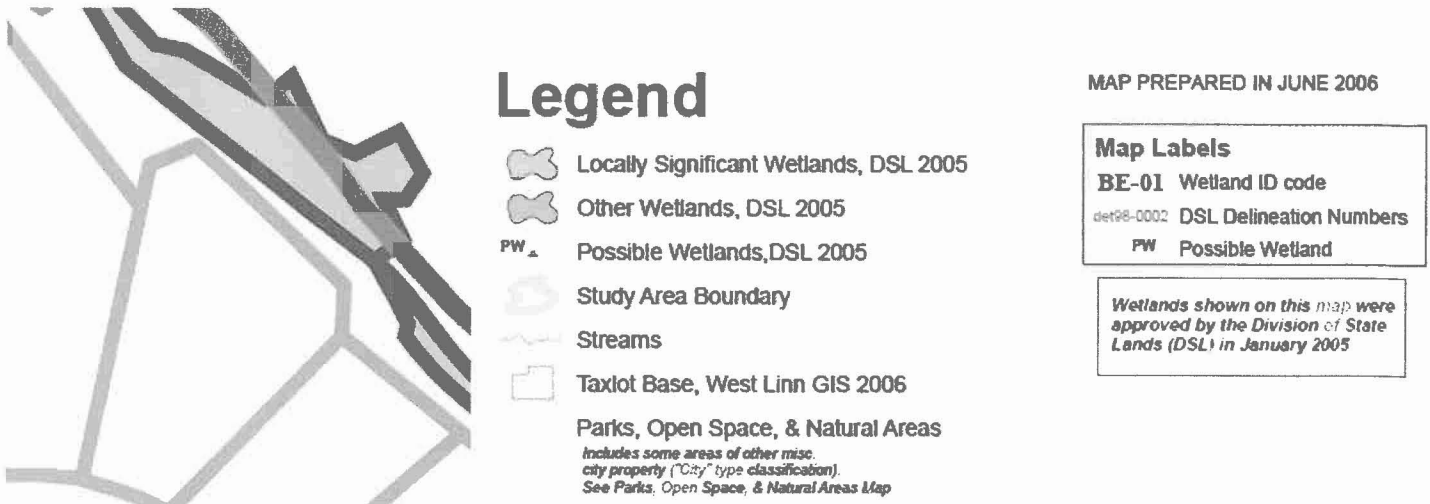 Legend
Locally Significant Wetlands, DSL 2005
Other Wetlands, DSL 2005
PW Possible Wetlands,DSL 2005
Study Area Boundary
Streams
Taxlot Base, West Linn GIS 2006
Parks, Open Space, & Natural Areas
Includes some areas of other misc.
city property ("City" type classification).
See Parks, Open Space, & Natural Areas Map
MAP PREPARED IN JUNE 2006
Map Labels
BE-01 Wetland ID code
det98-0002 DSL Delineation Numbers
PW Possible Wetland
Wetlands shown on this map were
approved by the Division of State
Lands (DSL) in January 2005